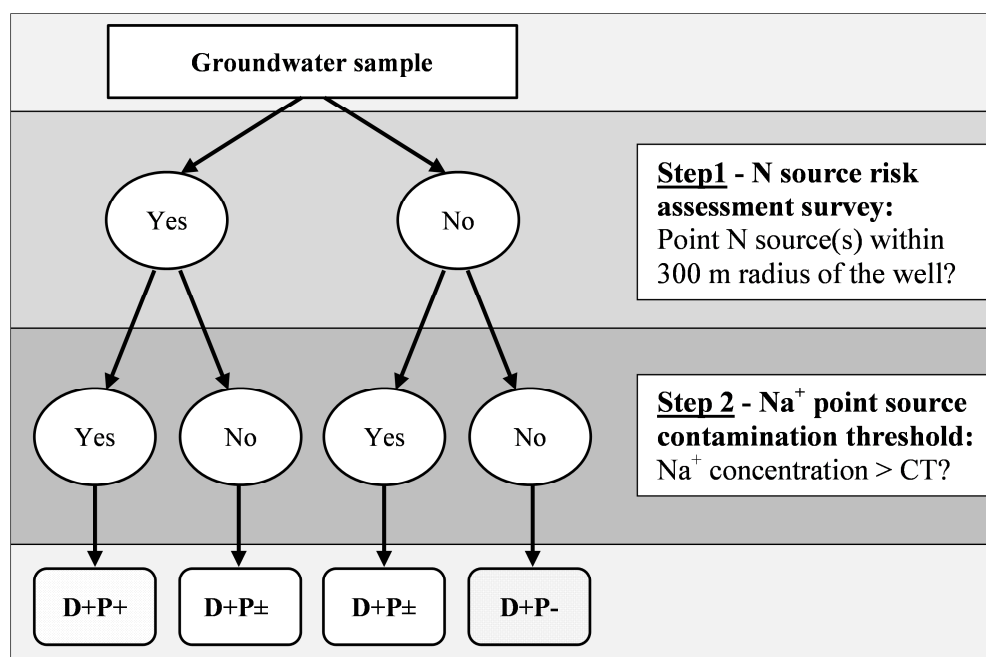 Groundwater sample
Yes
No
Step1 - N source risk
assessment survey:
Point N source(s) within
300 m radius of the well?
Yes
No
Yes
No
Step 2 - Na⁺ point source
contamination threshold:
Na⁺ concentration > CT?
D+P+
D+P±
D+P±
D+P-